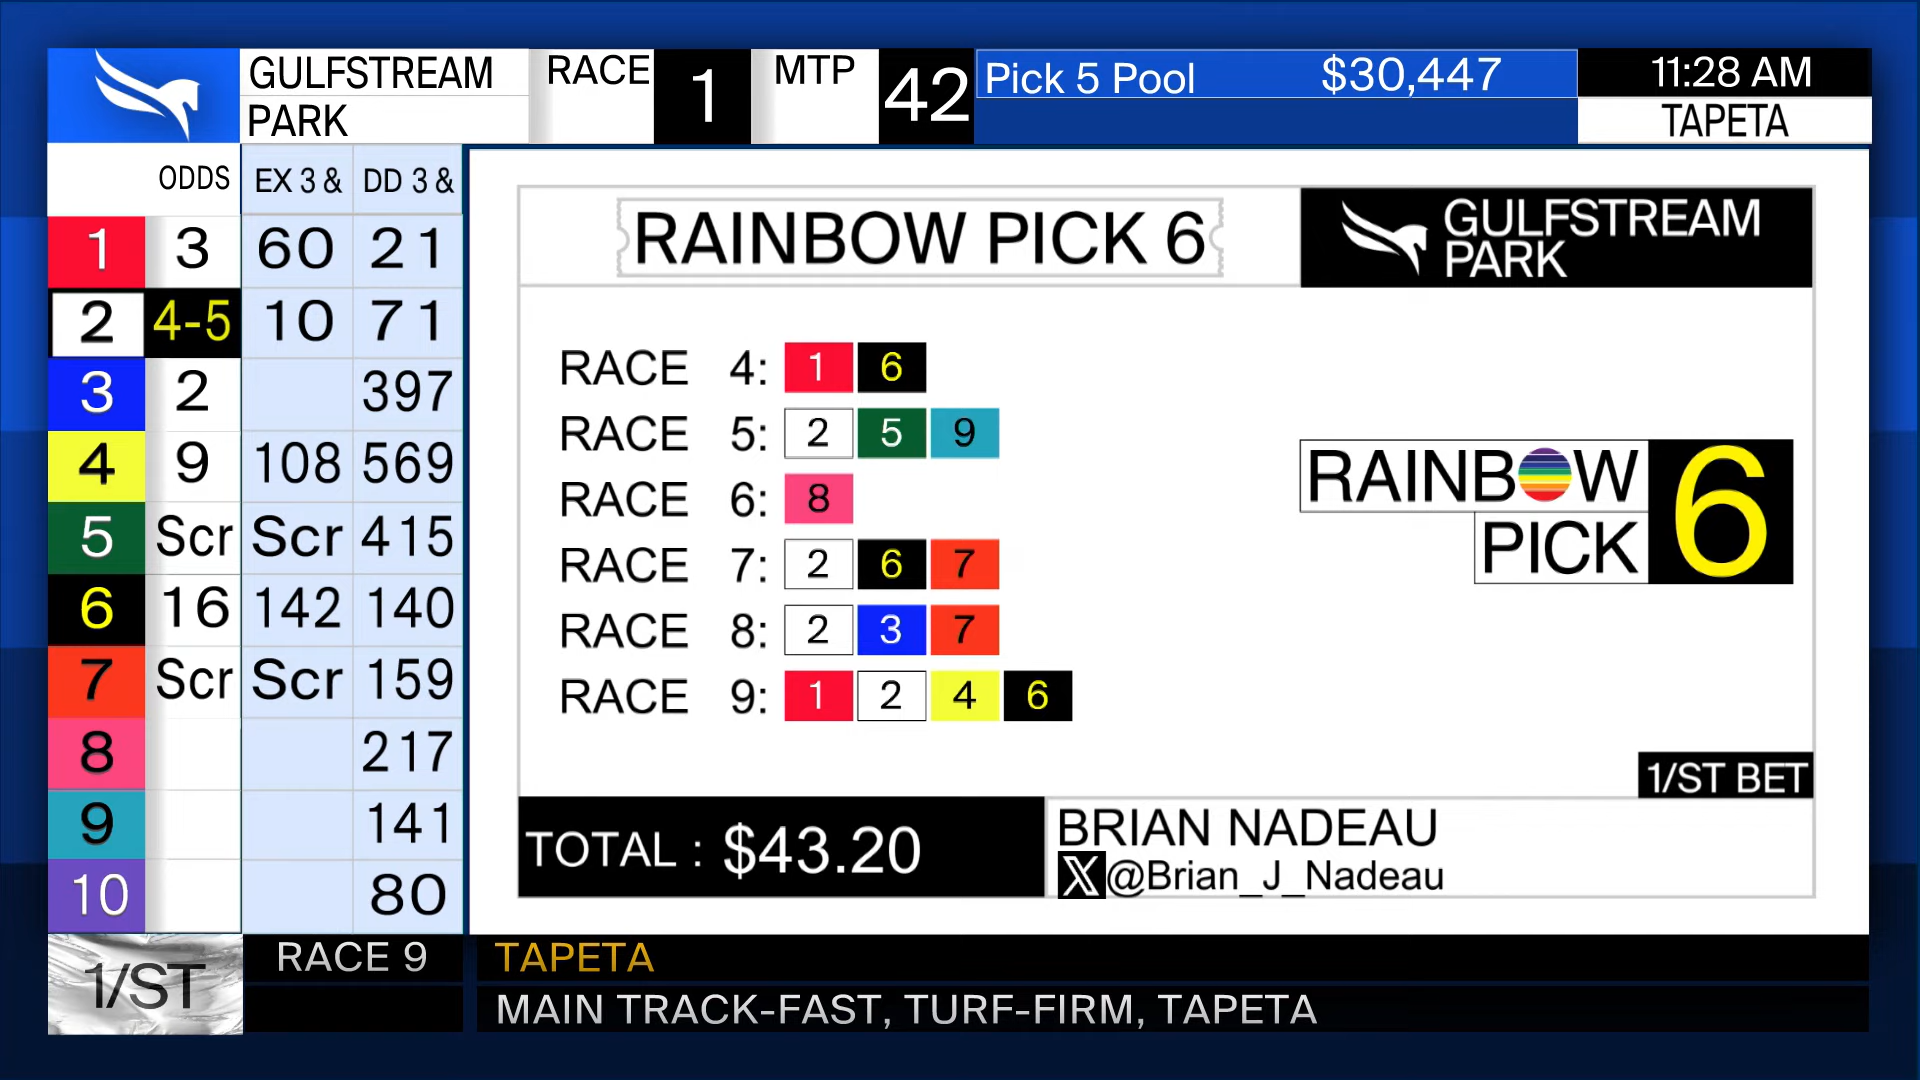 GULFSTREAM
PARK
RACE 1 MTP 42
Pick 5 Pool $30,447
11:28 AM
TAPETA
ODDS EX 3 & DD 3 &
1 3 60 21
2 4-5 10 71
3 2 397
4 9 108 569
5 Scr Scr 415
6 16 142 140
7 Scr Scr 159
8 217
9 141
10 80
RAINBOW PICK 6
GULFSTREAM
PARK
RACE 4: 1 6
RACE 5: 2 5 9
RACE 6: 8
RACE 7: 2 6 7
RACE 8: 2 3 7
RACE 9: 1 2 4 6
RAINBOW
PICK 6
1/ST BET
TOTAL : $43.20
BRIAN NADEAU
X @Brian_J_Nadeau
1/ST
RACE 9
TAPETA
MAIN TRACK-FAST, TURF-FIRM, TAPETA